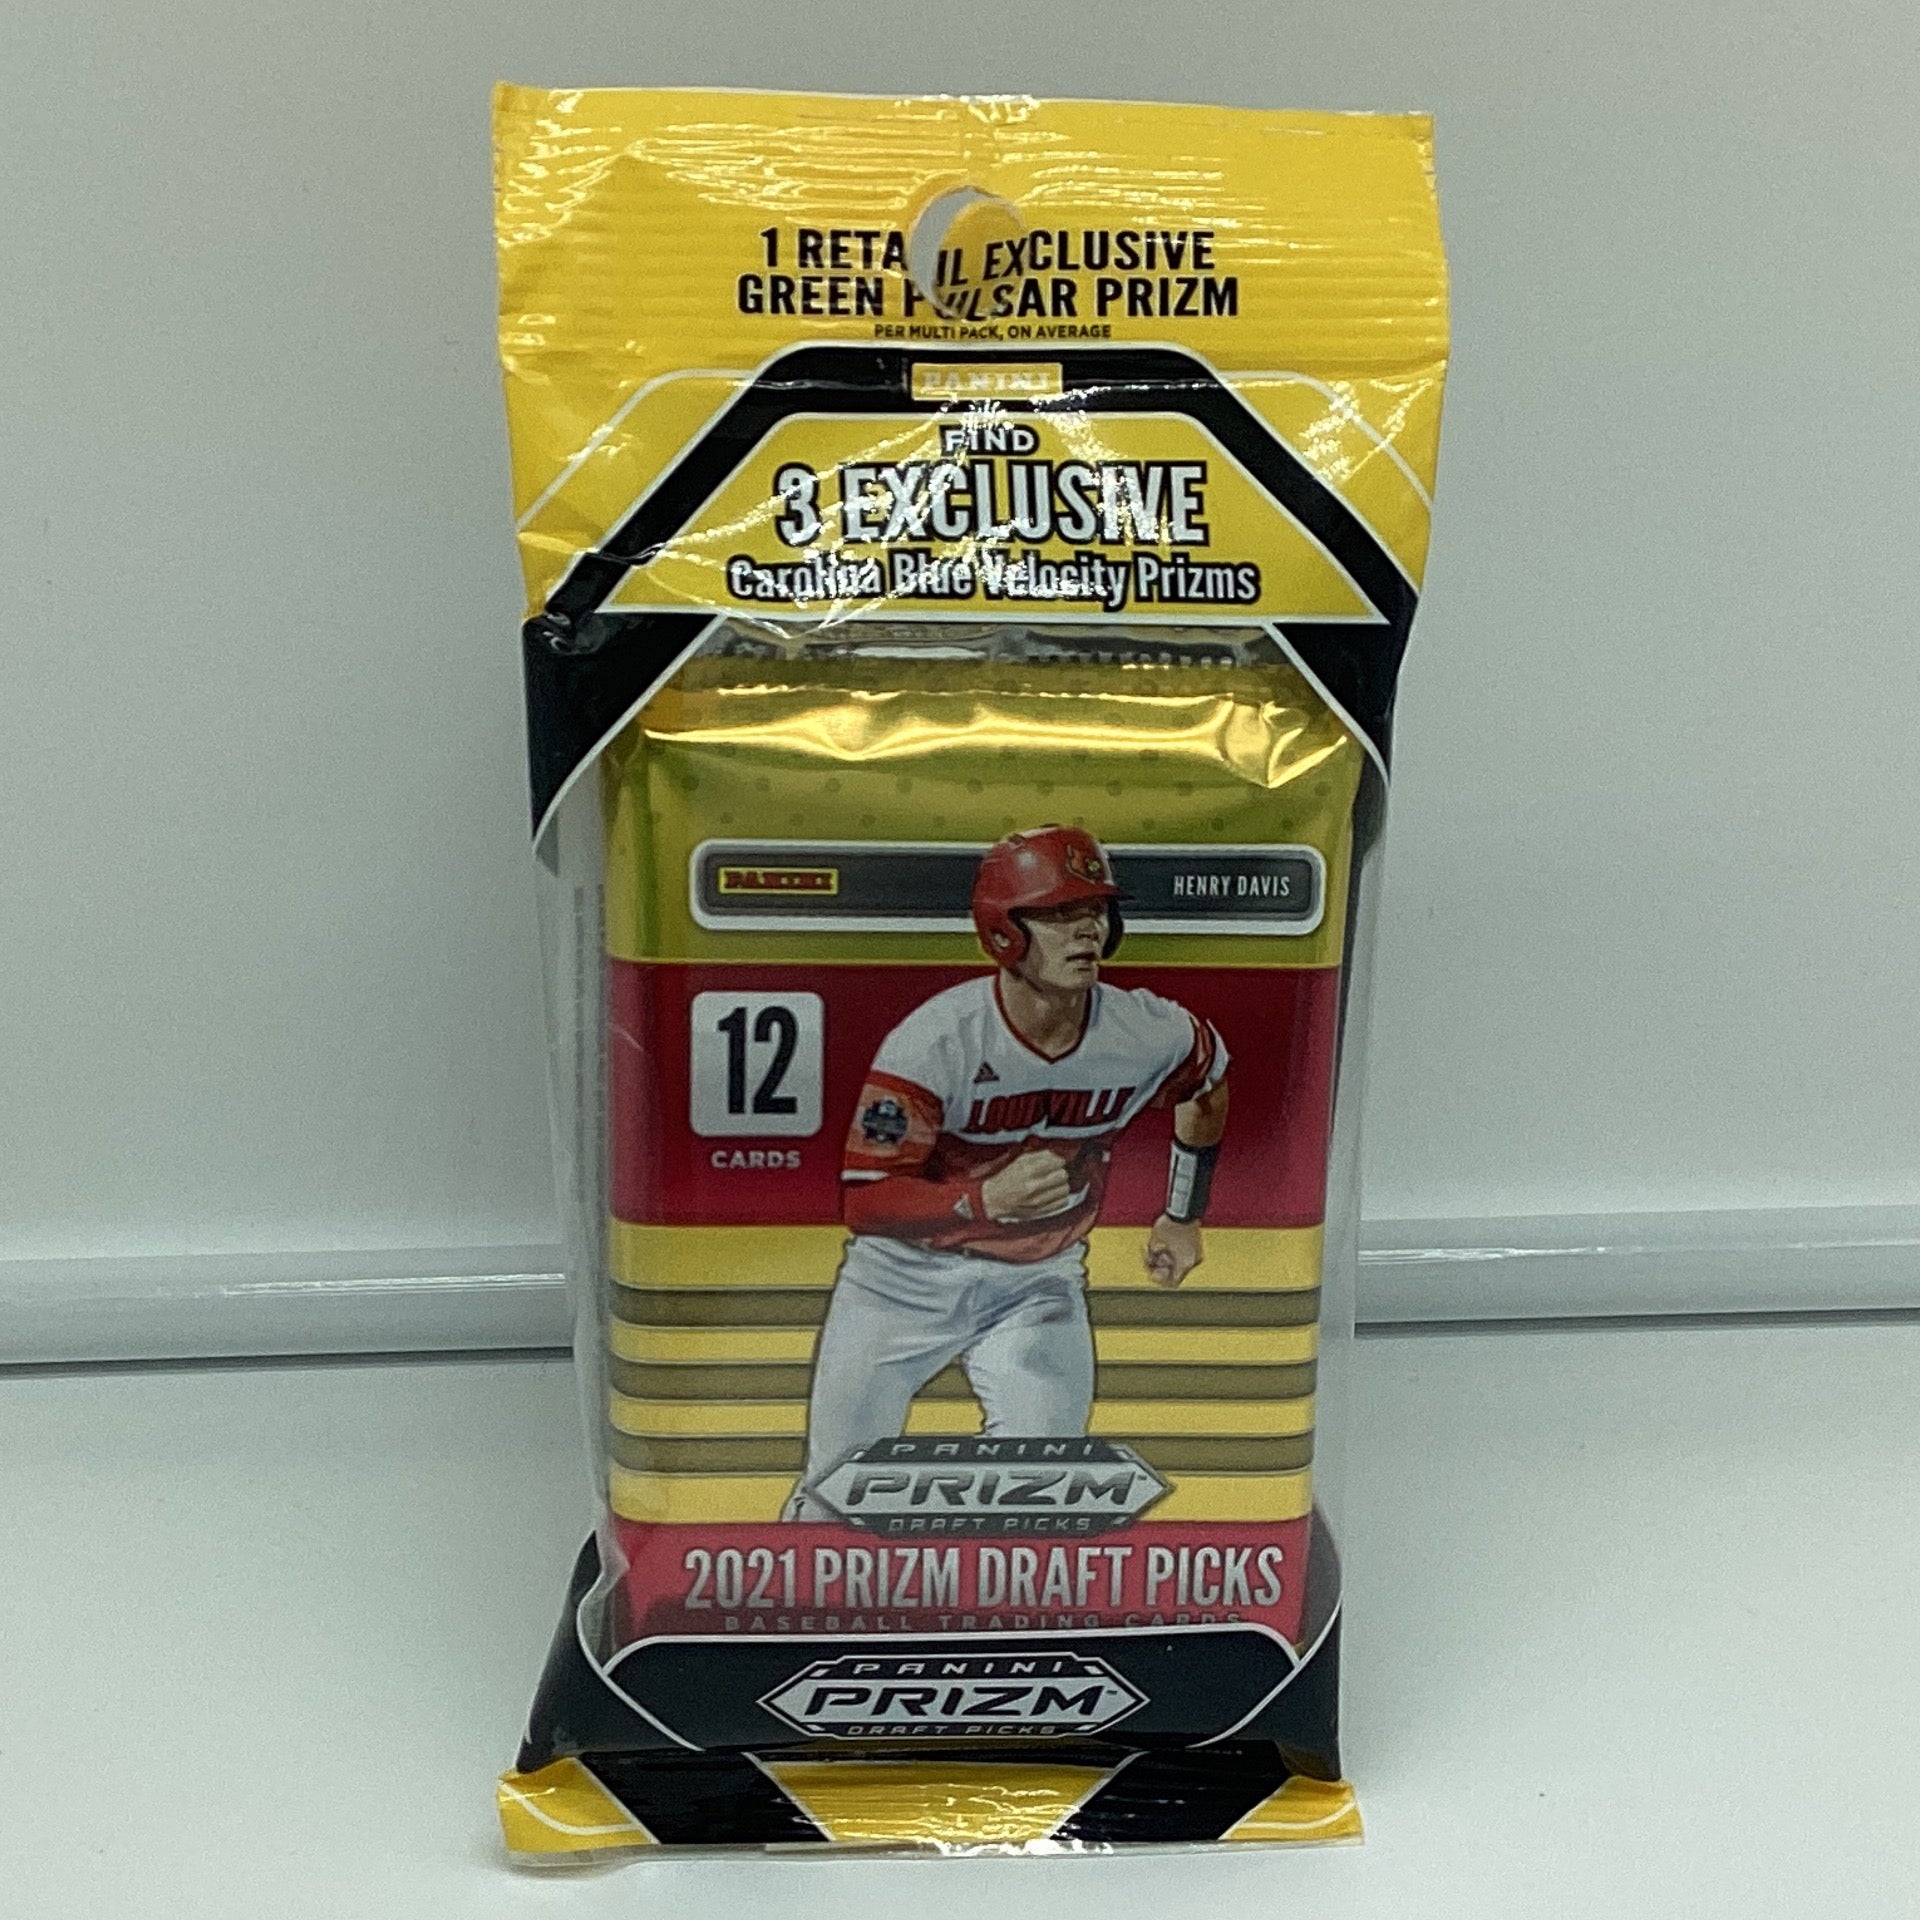 1 RETAIL EXCLUSIVE
GREEN PULSAR PRIZM
PER MULTI PACK, ON AVERAGE
PANINI
FIND
3 EXCLUSIVE
Carolina Blue Velocity Prizms
PANINI
HENRY DAVIS
12
CARDS
LOUISVILLE
PANINI
PRIZM
DRAFT PICKS
2021 PRIZM DRAFT PICKS
BASEBALL TRADING CARDS
PANINI
PRIZM
DRAFT PICKS